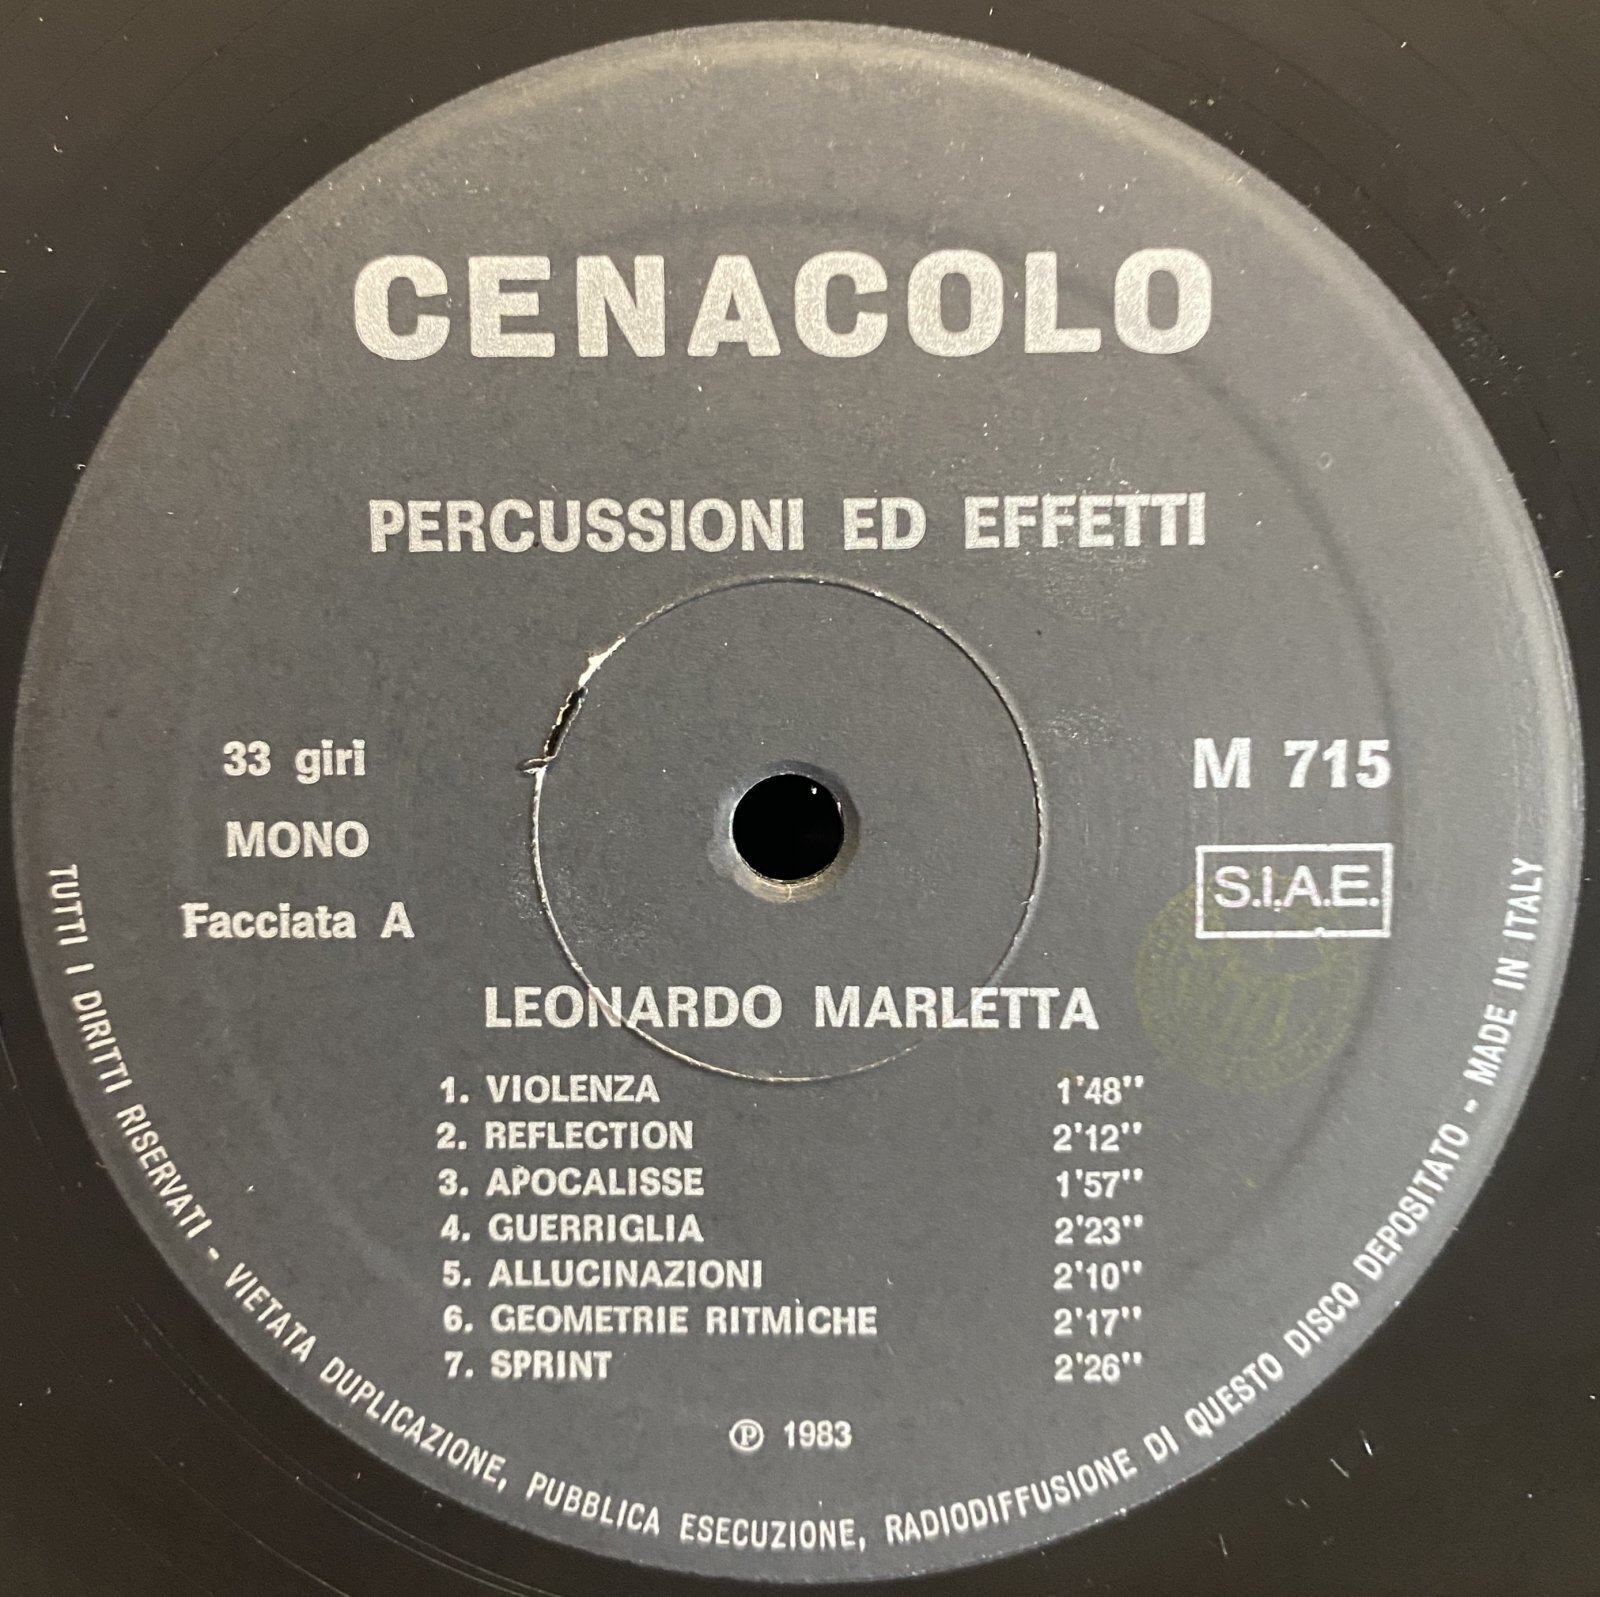 CENACOLO
PERCUSSIONI ED EFFETTI
33 giri
MONO
Facciata A
M 715
S.I.A.E.
LEONARDO MARLETTA
1. VIOLENZA 1'48''
2. REFLECTION 2'12''
3. APOCALISSE 1'57''
4. GUERRIGLIA 2'23''
5. ALLUCINAZIONI 2'10''
6. GEOMETRIE RITMICHE 2'17''
7. SPRINT 2'26''
℗ 1983
TUTTI I DIRITTI RISERVATI - VIETATA DUPLICAZIONE, PUBBLICA ESECUZIONE, RADIODIFFUSIONE DI QUESTO DISCO DEPOSITATO - MADE IN ITALY